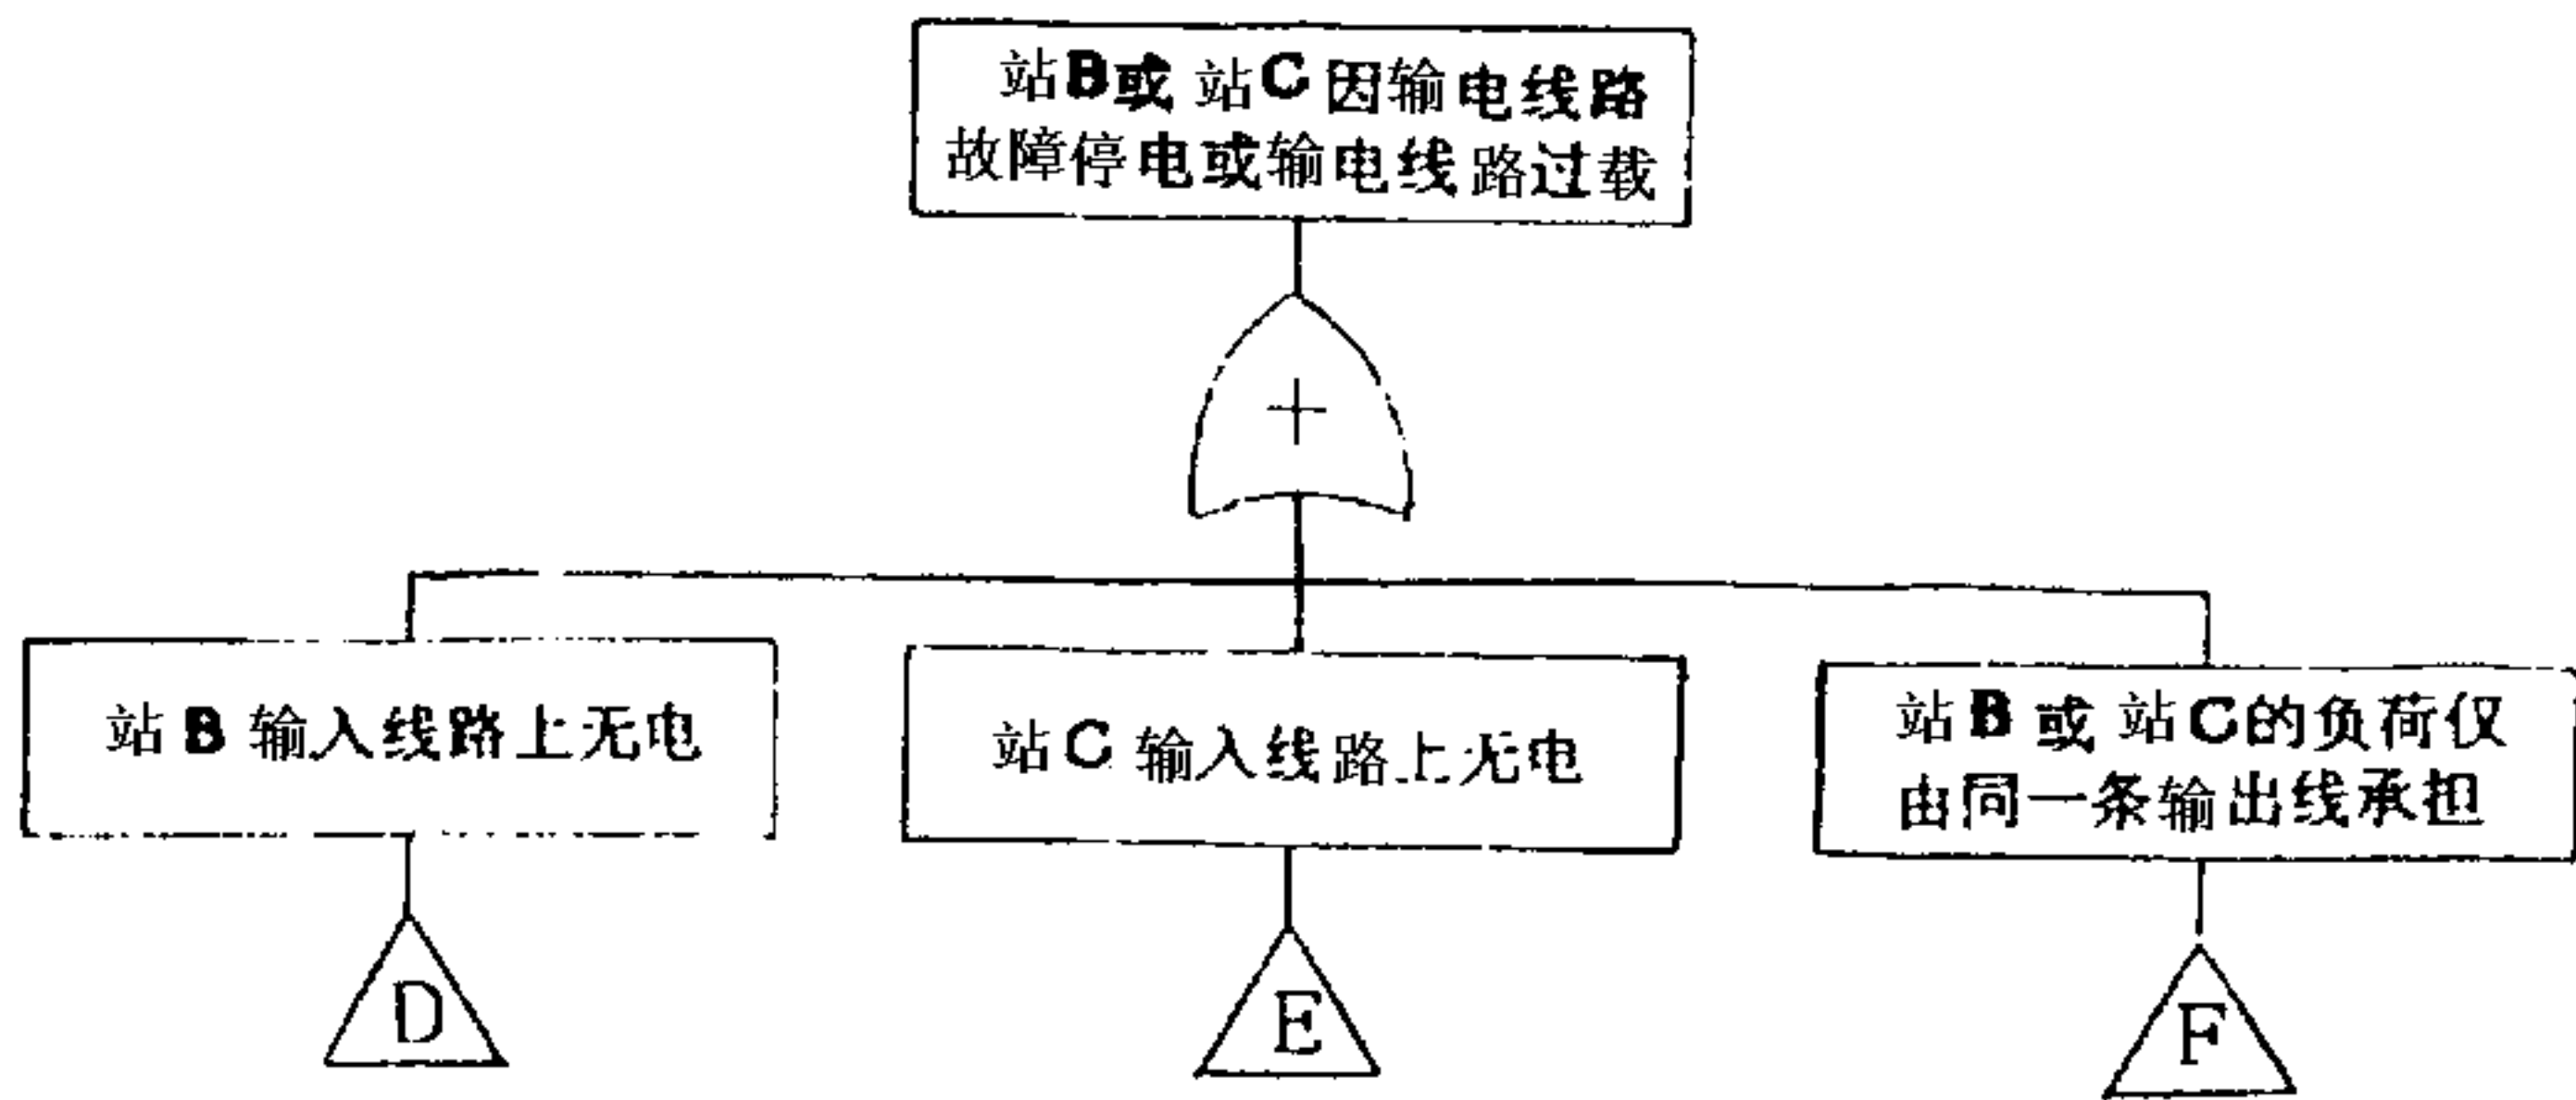 站B或站C因输电线路
故障停电或输电线路过载
+
站B输入线路上无电
站C输入线路上无电
站B或站C的负荷仅
由同一条输出线承担
D
E
F